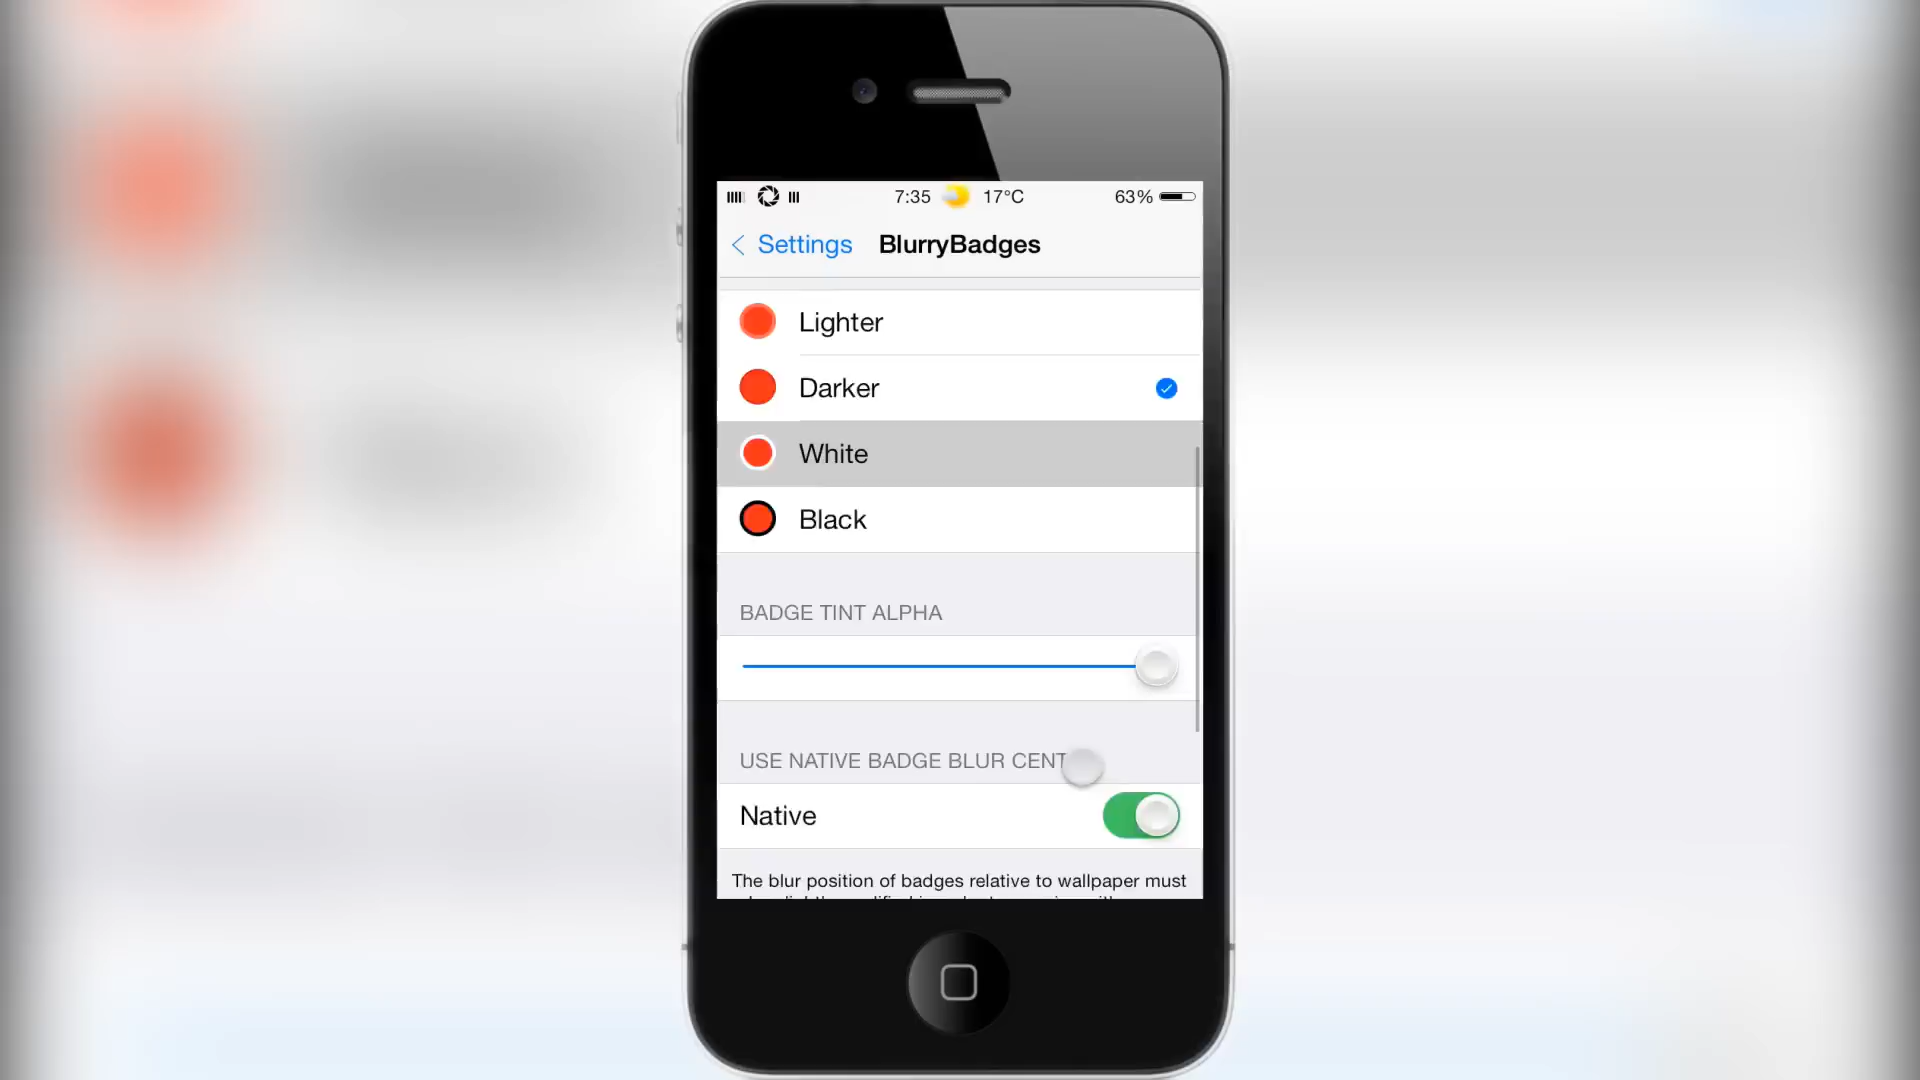 7:35 17°C 63%
Settings BlurryBadges
Lighter
Darker
White
Black
BADGE TINT ALPHA
USE NATIVE BADGE BLUR CENT
Native
The blur position of badges relative to wallpaper must